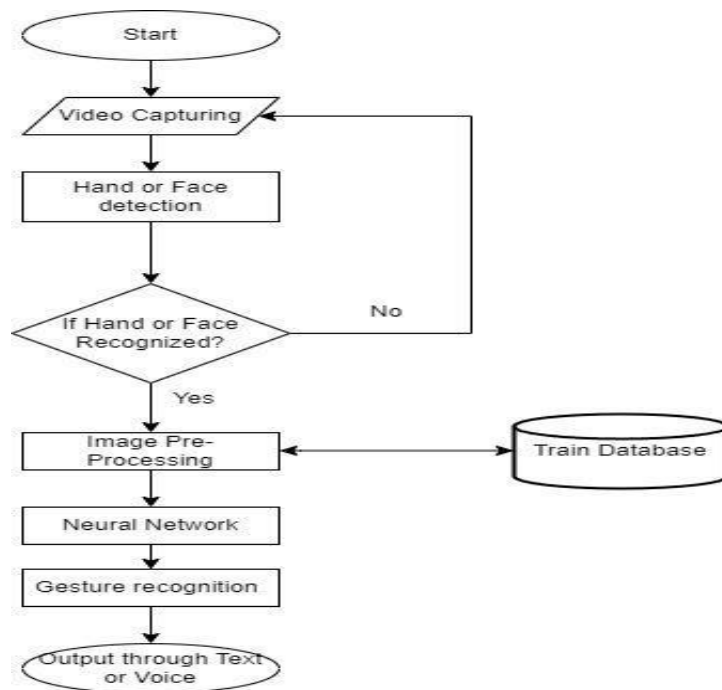 Start
Video Capturing
Hand or Face
detection
If Hand or Face
Recognized?
No
Yes
Image Pre-
Processing
Train Database
Neural Network
Gesture recognition
Output through Text
or Voice